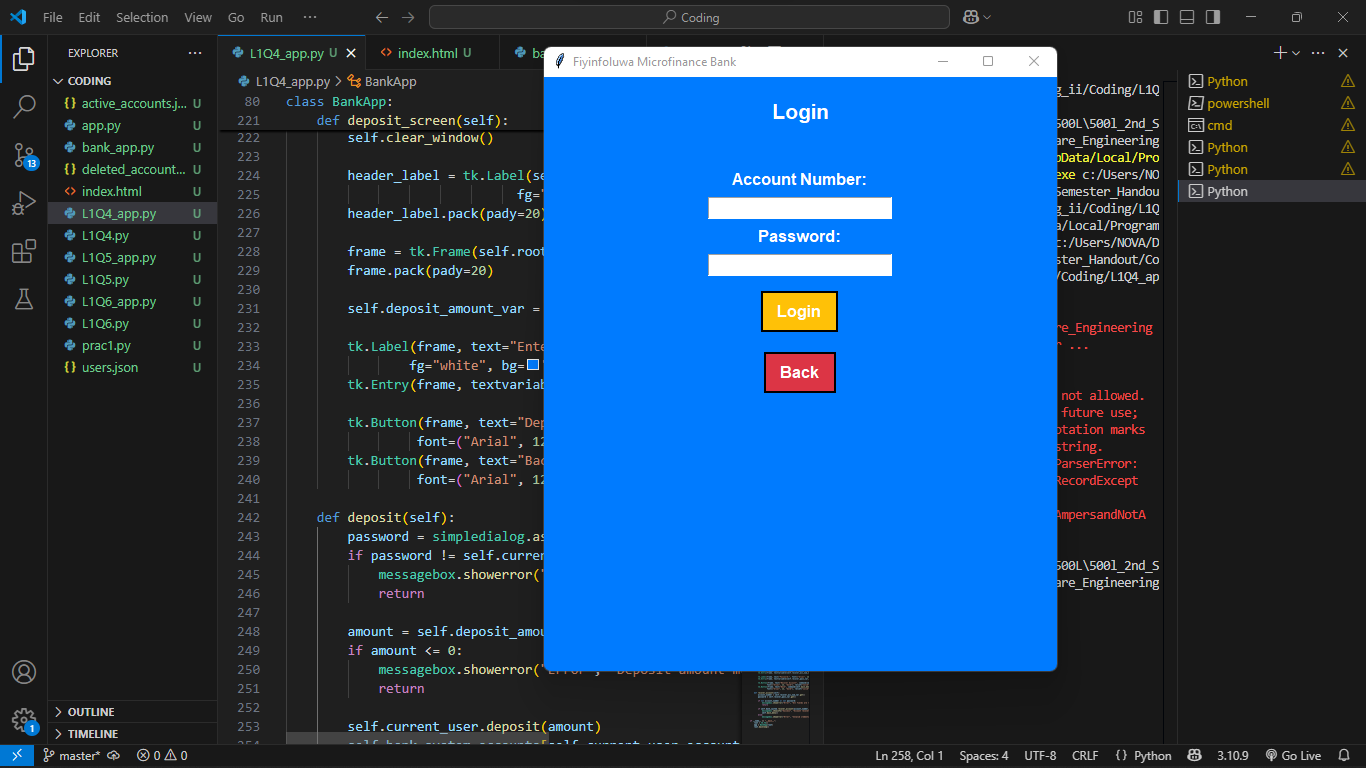 File Edit Selection View Go Run ··· Coding
EXPLORER
CODING
active_accounts.j... U
app.py U
bank_app.py U
deleted_account... U
index.html U
L1Q4_app.py U
L1Q4.py U
L1Q5_app.py U
L1Q5.py U
L1Q6_app.py U
L1Q6.py U
prac1.py U
users.json U
OUTLINE
TIMELINE
13
1
L1Q4_app.py U
index.html U
L1Q4_app.py > BankApp
80 class BankApp:
221 def deposit_screen(self):
222 self.clear_window()
223
224 header_label = tk.Label(se
225 fg="
226 header_label.pack(pady=20)
227
228 frame = tk.Frame(self.root
229 frame.pack(pady=20)
230
231 self.deposit_amount_var =
232
233 tk.Label(frame, text="Ente
234 fg="white", bg=
235 tk.Entry(frame, textvariab
236
237 tk.Button(frame, text="Dep
238 font=("Arial", 12
239 tk.Button(frame, text="Bac
240 font=("Arial", 12
241
242 def deposit(self):
243 password = simpledialog.as
244 if password != self.curren
245 messagebox.showerror("
246 return
247
248 amount = self.deposit_amou
249 if amount <= 0:
250 messagebox.showerror("Error", "Deposit amount m
251 return
252
253 self.current_user.deposit(amount)
Fiyinfoluwa Microfinance Bank
Login
Account Number:
Password:
Login
Back
g_ii/Coding/L1Q
500L\500l_2nd_S
are_Engineering
pData/Local/Pro
exe c:/Users/NO
Semester_Handou
g_ii/Coding/L1Q
a/Local/Program
c:/Users/NOVA/D
ster_Handout/Co
/Coding/L1Q4_ap
re_Engineering
r ...
not allowed.
future use;
otation marks
string.
ParserError:
RecordExcept
AmpersandNotA
500L\500l_2nd_S
are_Engineering
Python
powershell
cmd
Python
Python
Python
master* 0 0 Ln 258, Col 1 Spaces: 4 UTF-8 CRLF { } Python 3.10.9 Go Live